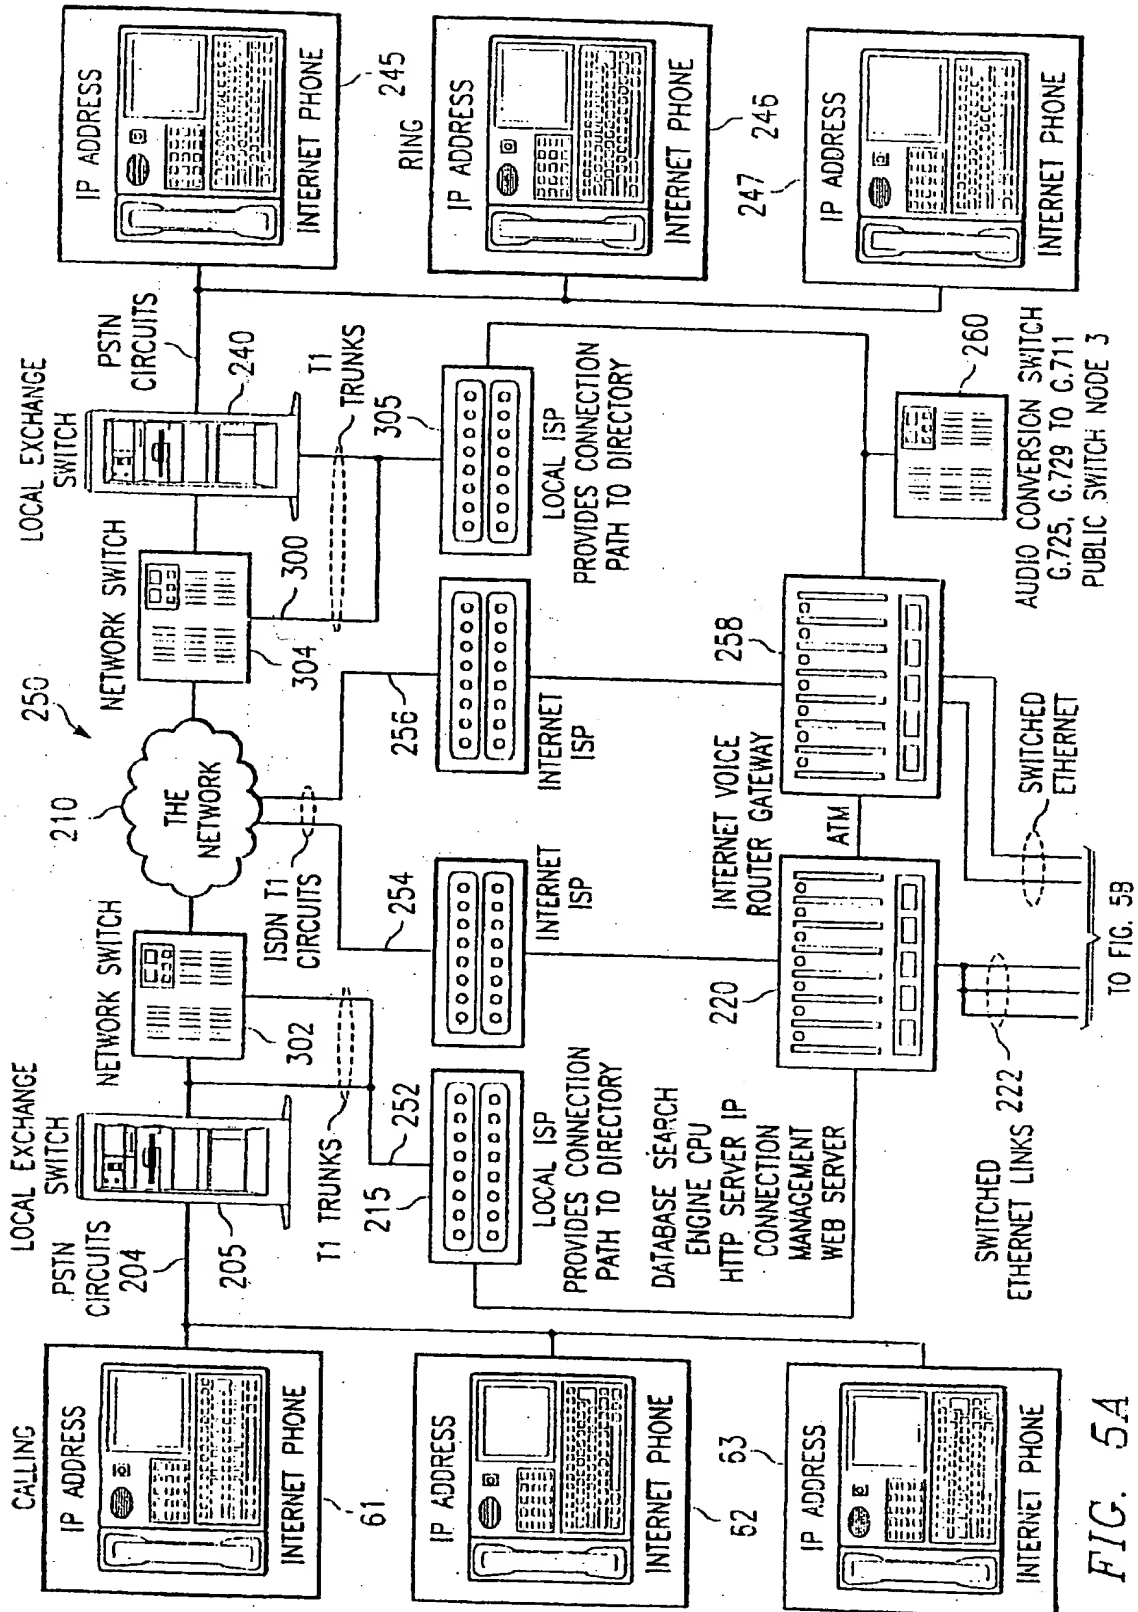 CALLING
IP ADDRESS
INTERNET PHONE
61
IP ADDRESS
INTERNET PHONE
62
IP ADDRESS
INTERNET PHONE
63
PSTN
CIRCUITS
204
LOCAL EXCHANGE
SWITCH
205
NETWORK SWITCH
302
T1 TRUNKS
252
215
LOCAL ISP
PROVIDES CONNECTION
PATH TO DIRECTORY
210
THE
NETWORK
250
ISDN T1
CIRCUITS
254
INTERNET
ISP
256
INTERNET
ISP
NETWORK SWITCH
304
300
LOCAL EXCHANGE
SWITCH
240
PSTN
CIRCUITS
T1
TRUNKS
305
LOCAL ISP
PROVIDES CONNECTION
PATH TO DIRECTORY
IP ADDRESS
INTERNET PHONE
245
RING
IP ADDRESS
INTERNET PHONE
246
247
IP ADDRESS
INTERNET PHONE
DATABASE SEARCH
ENGINE CPU
HTTP SERVER IP
CONNECTION
MANAGEMENT
WEB SERVER
220
INTERNET VOICE
ROUTER GATEWAY
ATM
258
260
AUDIO CONVERSION SWITCH
G.725, G.729 TO G.711
PUBLIC SWITCH NODE 3
SWITCHED
ETHERNET LINKS
222
SWITCHED
ETHERNET
TO FIG. 5B
FIG. 5A